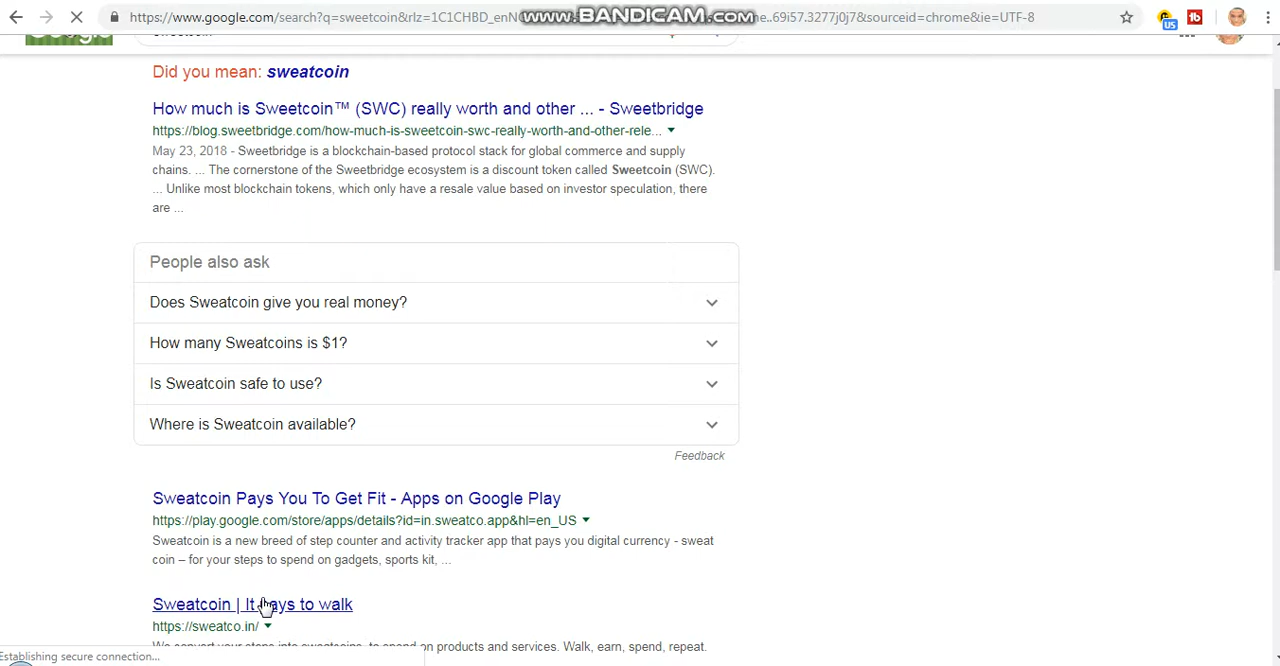 https://www.google.com/search?q=sweetcoin&rlz=1C1CHBD_enN
www.BANDICAM.com
e..69i57.3277j0j7&sourceid=chrome&ie=UTF-8
US
Did you mean: sweatcoin
How much is Sweetcoin™ (SWC) really worth and other ... - Sweetbridge
https://blog.sweetbridge.com/how-much-is-sweetcoin-swc-really-worth-and-other-rele...
May 23, 2018 - Sweetbridge is a blockchain-based protocol stack for global commerce and supply
chains. ... The cornerstone of the Sweetbridge ecosystem is a discount token called Sweetcoin (SWC).
... Unlike most blockchain tokens, which only have a resale value based on investor speculation, there
are ...
People also ask
Does Sweatcoin give you real money?
How many Sweatcoins is $1?
Is Sweatcoin safe to use?
Where is Sweatcoin available?
Feedback
Sweatcoin Pays You To Get Fit - Apps on Google Play
https://play.google.com/store/apps/details?id=in.sweatco.app&hl=en_US
Sweatcoin is a new breed of step counter and activity tracker app that pays you digital currency - sweat
coin – for your steps to spend on gadgets, sports kit, ...
Sweatcoin | It pays to walk
https://sweatco.in/
We convert your steps into sweatcoins, to spend on products and services. Walk, earn, spend, repeat.
Establishing secure connection...